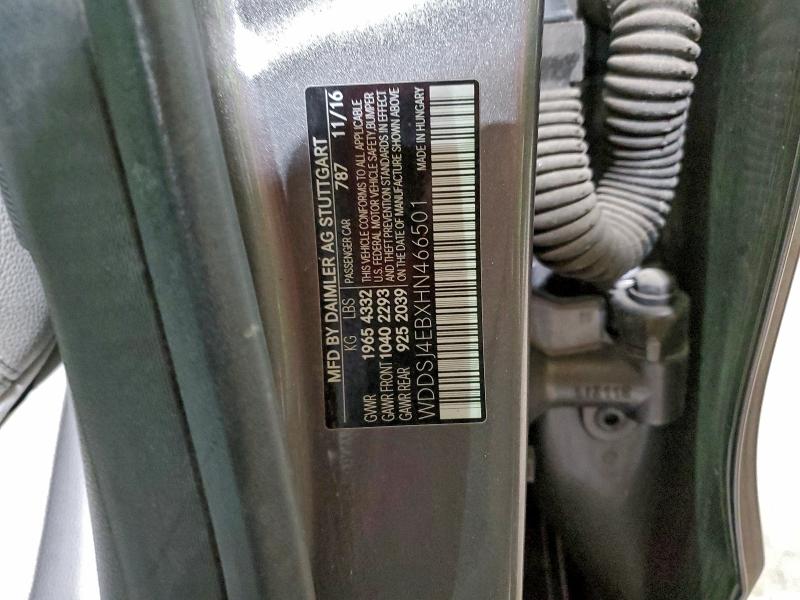 MFD BY DAIMLER AG STUTTGART
787 11/16
KG LBS
PASSENGER CAR
GVWR 1965 4332
GAWR FRONT 1040 2293
GAWR REAR 925 2039
THIS VEHICLE CONFORMS TO ALL APPLICABLE
U.S. FEDERAL MOTOR VEHICLE SAFETY, BUMPER
AND THEFT PREVENTION STANDARDS IN EFFECT
ON THE DATE OF MANUFACTURE SHOWN ABOVE
WDDSJ4EBXHN466501
MADE IN HUNGARY